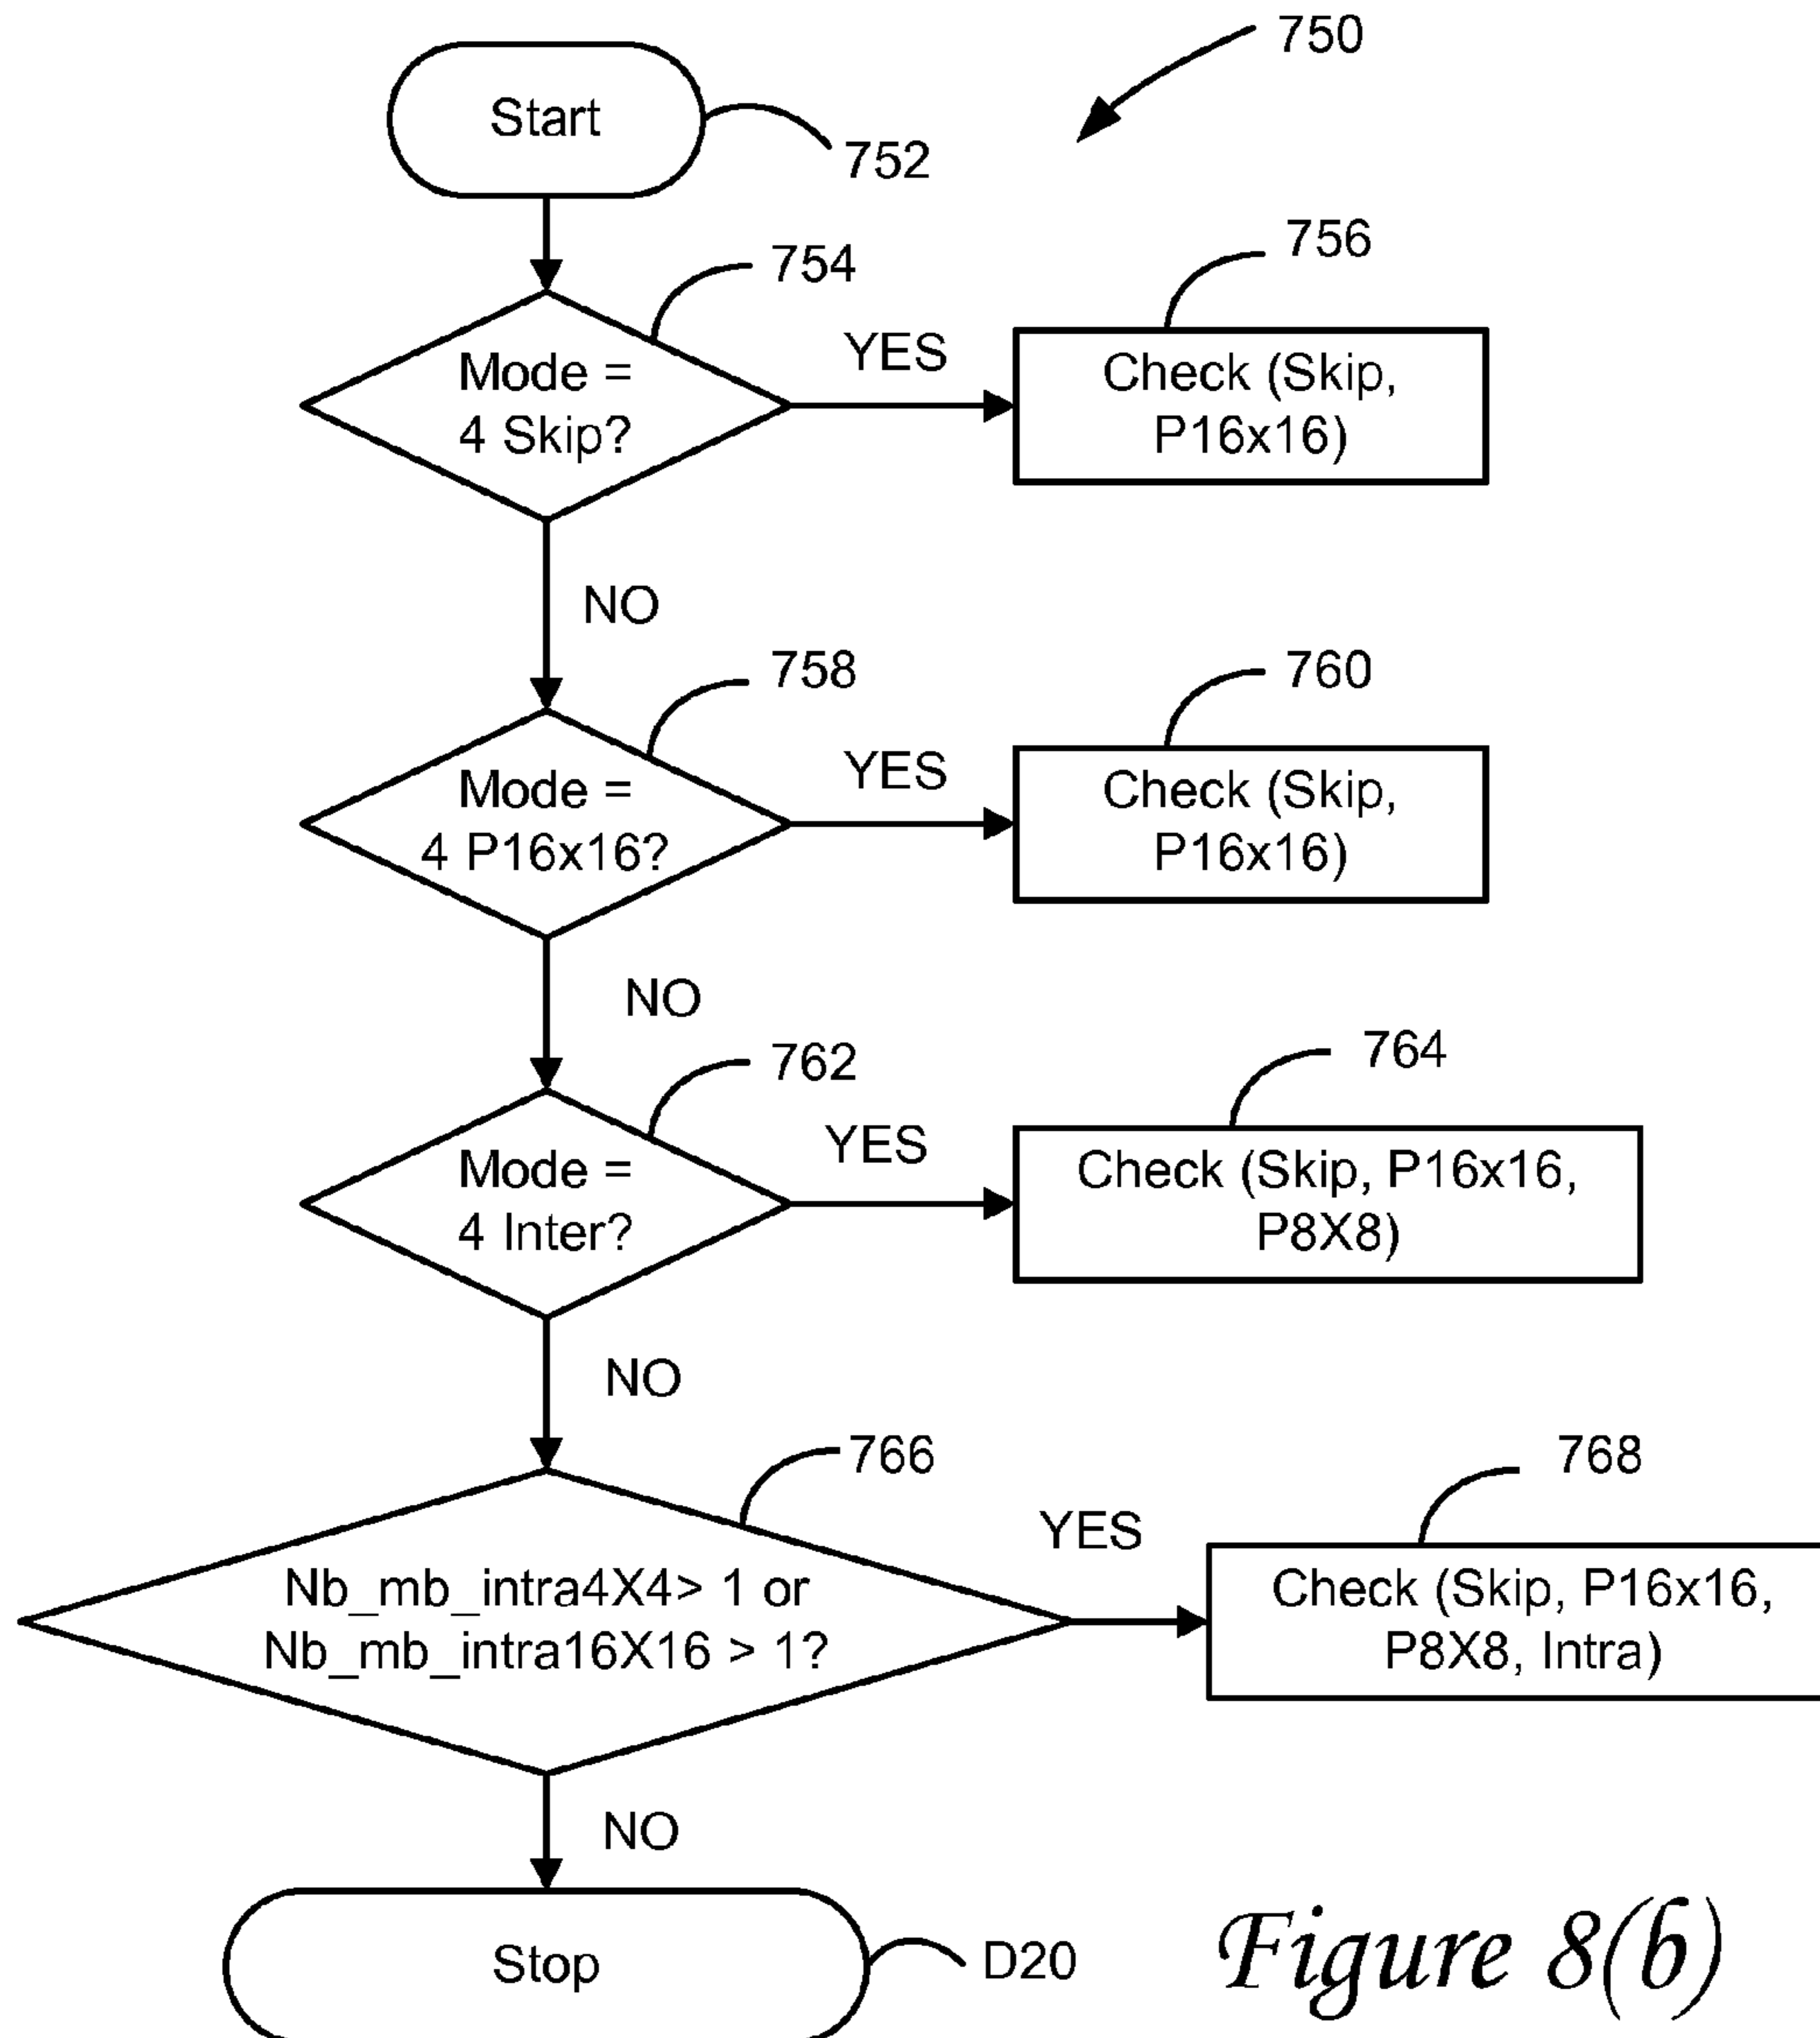 750
Start
752
754
756
Mode =
4 Skip?
YES
Check (Skip,
P16x16)
NO
758
760
Mode =
4 P16x16?
YES
Check (Skip,
P16x16)
NO
762
764
Mode =
4 Inter?
YES
Check (Skip, P16x16,
P8X8)
NO
766
768
Nb_mb_intra4X4> 1 or
Nb_mb_intra16X16 > 1?
YES
Check (Skip, P16x16,
P8X8, Intra)
NO
Stop
D20
Figure 8(b)